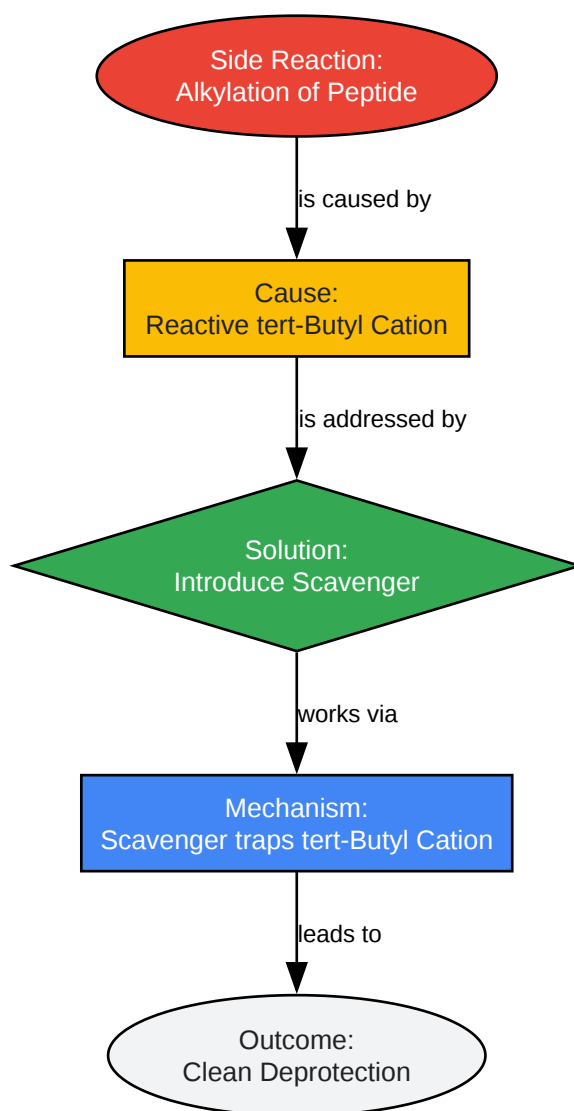 Side Reaction:
Alkylation of Peptide
is caused by
Cause:
Reactive tert-Butyl Cation
is addressed by
Solution:
Introduce Scavenger
works via
Mechanism:
Scavenger traps tert-Butyl Cation
leads to
Outcome:
Clean Deprotection